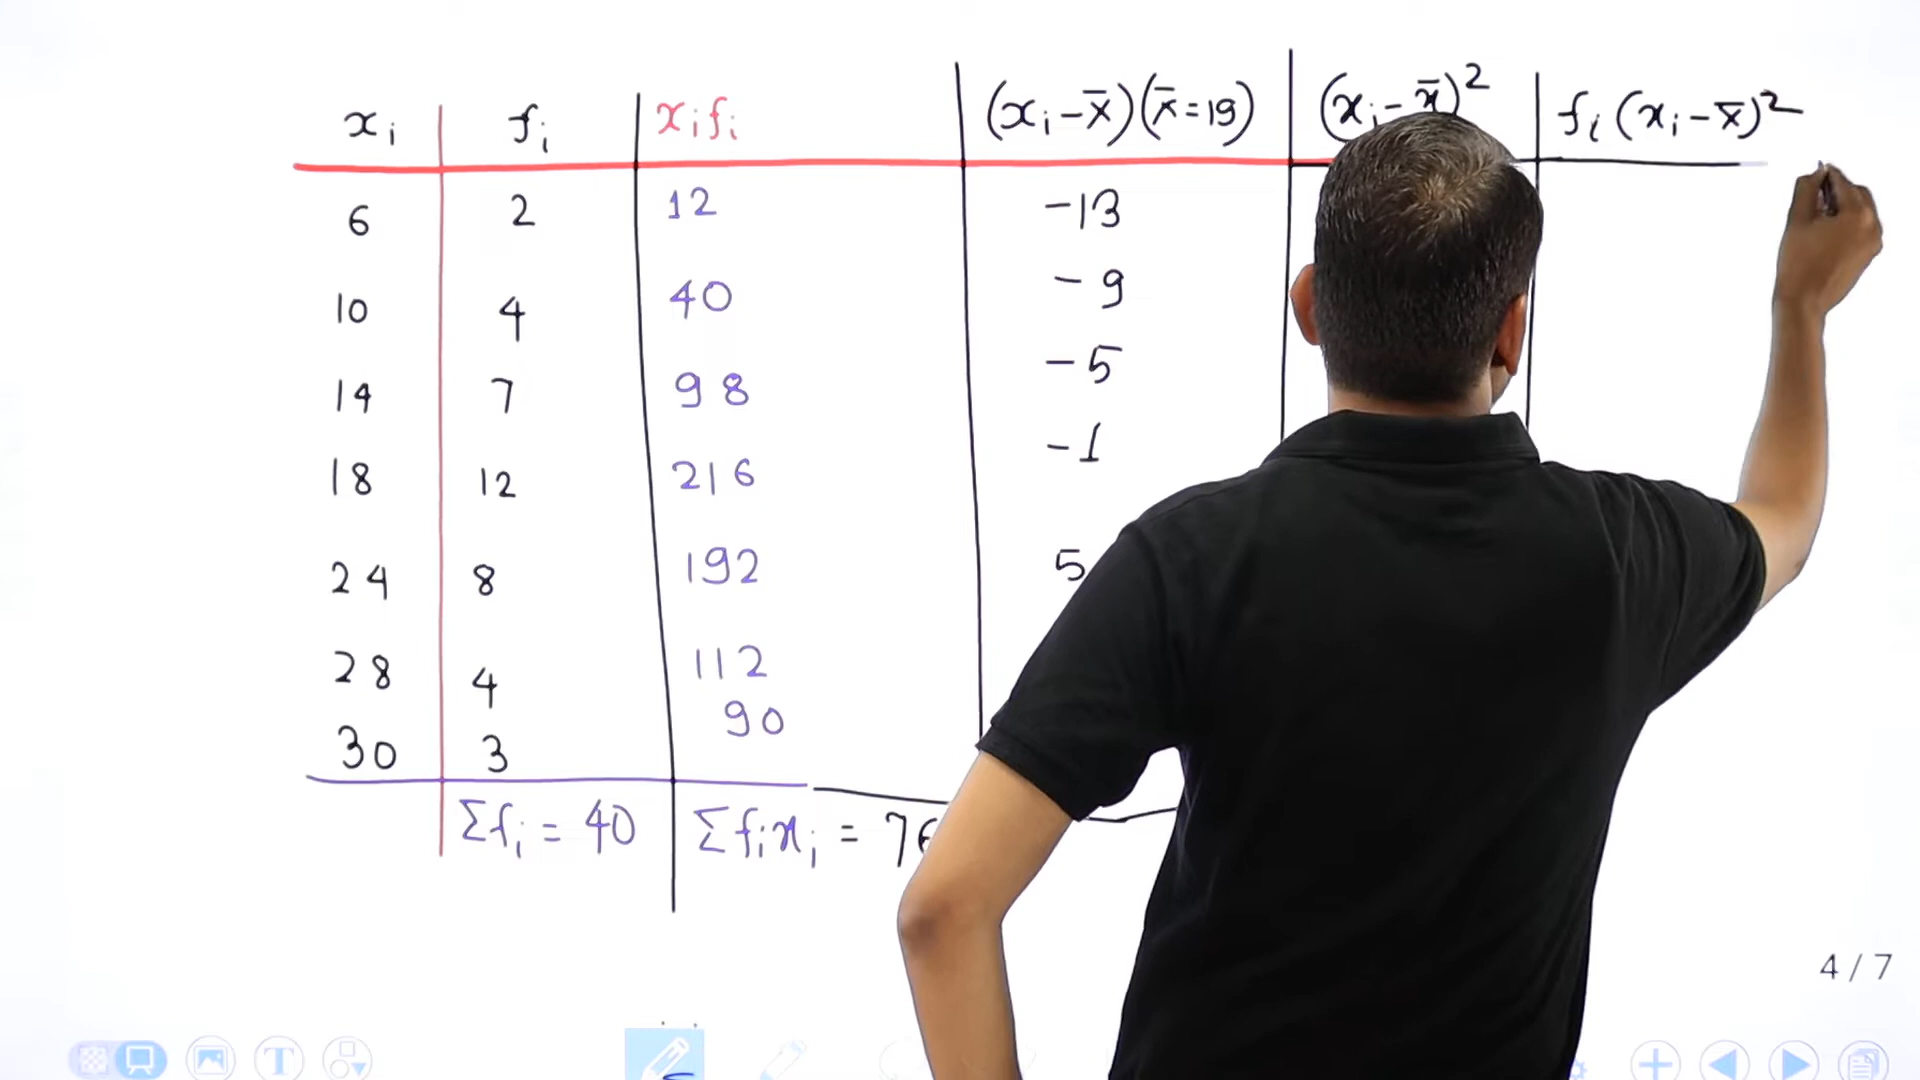 xᵢ fᵢ xᵢfᵢ (xᵢ-x̄)(x̄=19) (xᵢ-x̄)² fᵢ(xᵢ-x̄)²
6 2 12 -13
10 4 40 -9
14 7 98 -5
18 12 216 -1
24 8 192 5
28 4 112
30 3 90
Σfᵢ = 40 Σfᵢxᵢ = 76
4 / 7
T